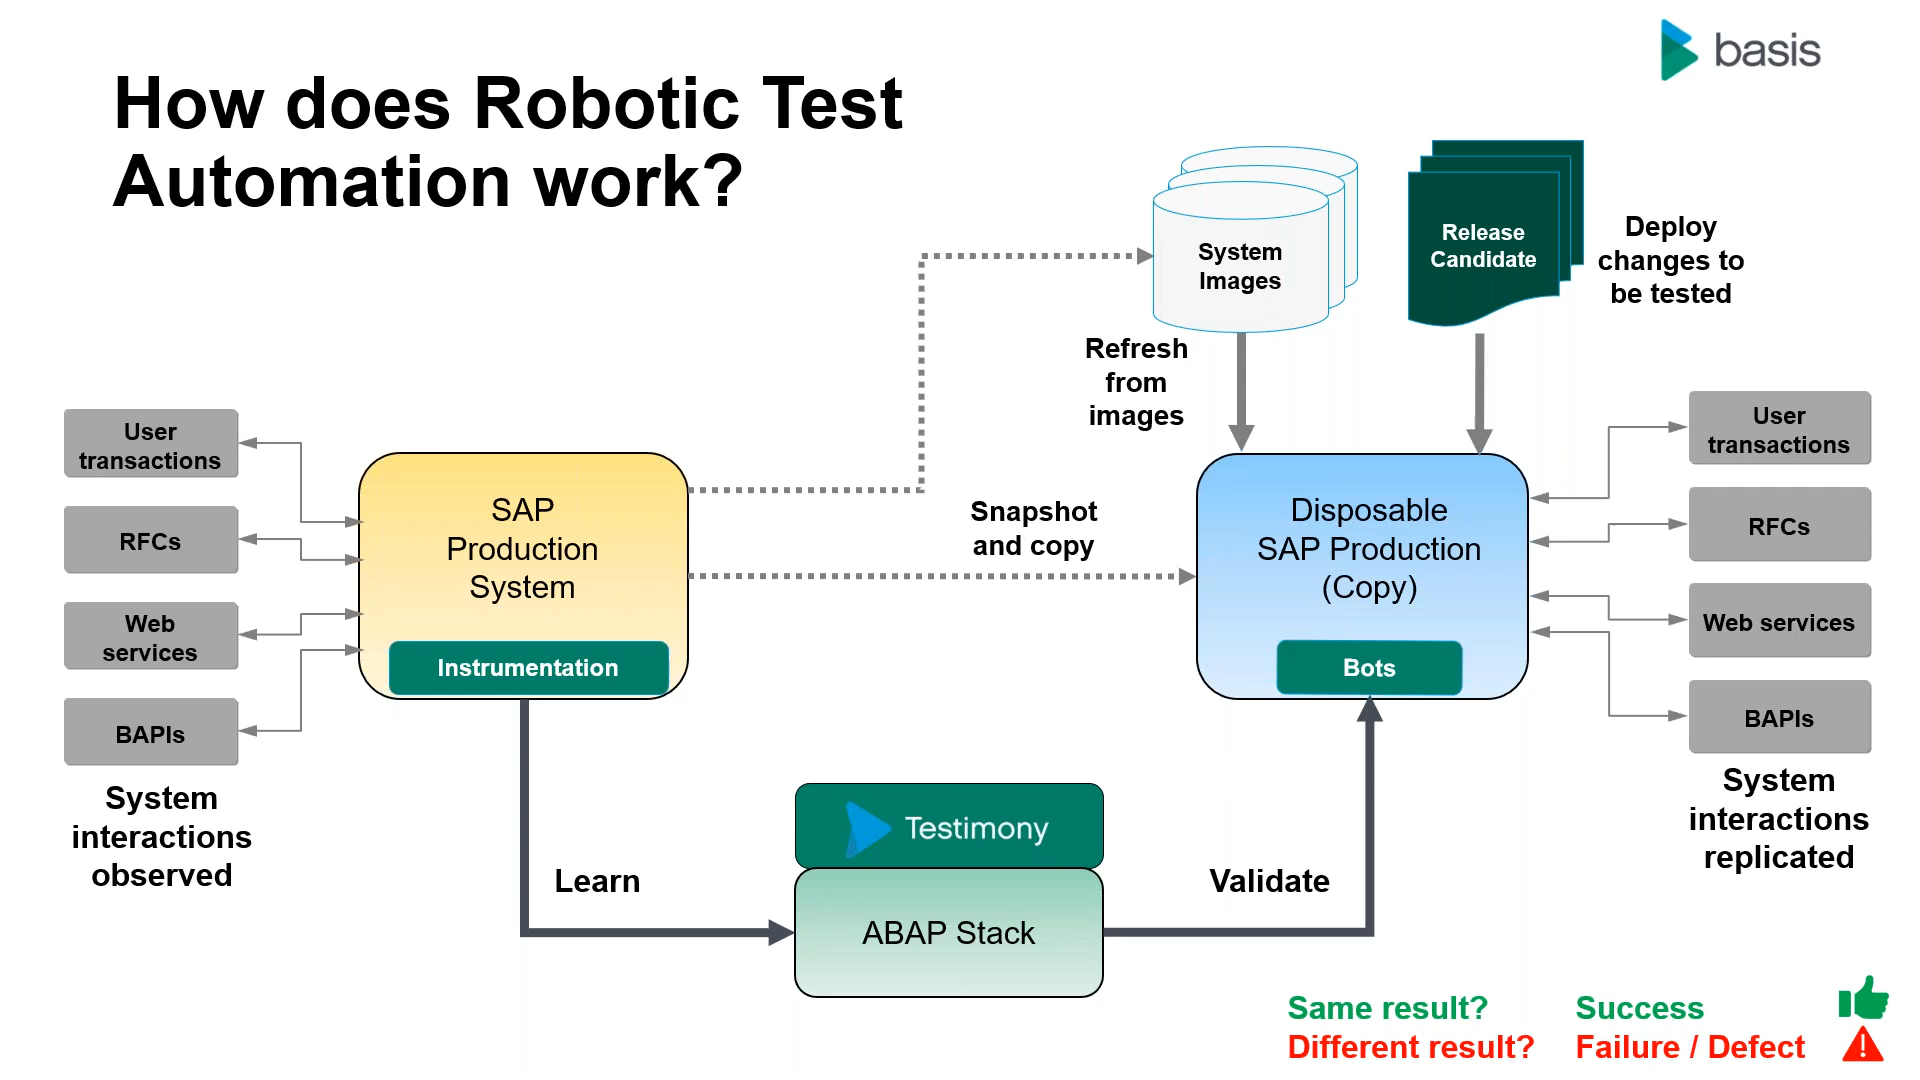 basis
How does Robotic Test
Automation work?
System
Images
Release
Candidate
Deploy
changes to
be tested
Refresh
from
images
User
transactions
RFCs
Web
services
BAPIs
System
interactions
observed
SAP
Production
System
Instrumentation
Snapshot
and copy
Disposable
SAP Production
(Copy)
Bots
User
transactions
RFCs
Web services
BAPIs
System
interactions
replicated
Learn
Testimony
ABAP Stack
Validate
Same result? Success
Different result? Failure / Defect